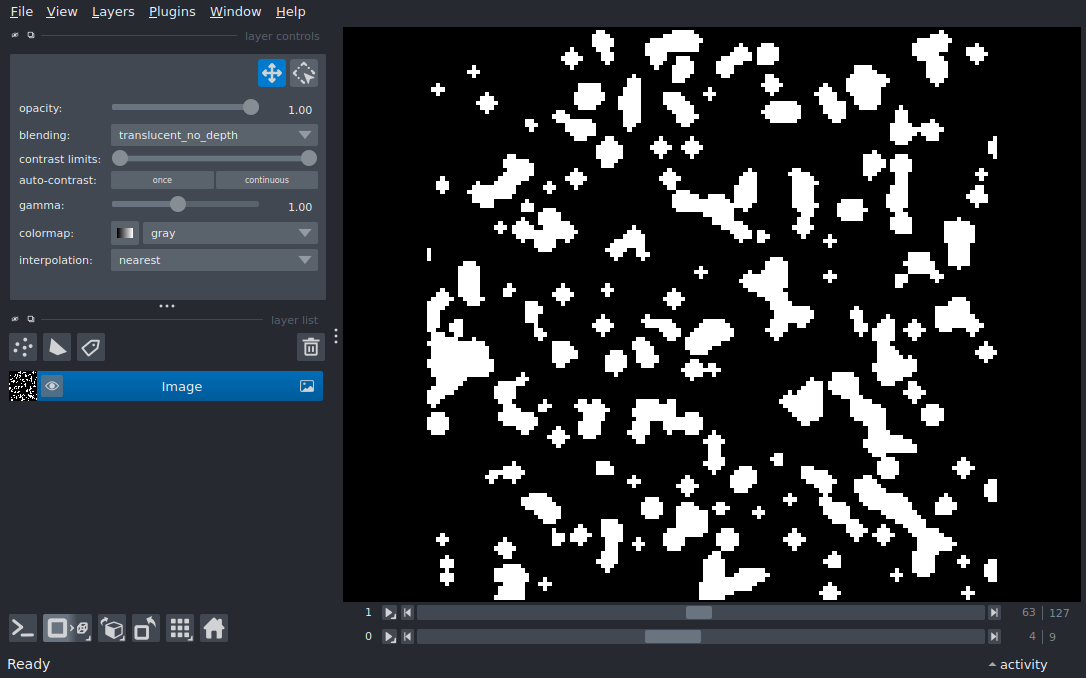 File View Layers Plugins Window Help
layer controls
opacity: 1.00
blending: translucent_no_depth
contrast limits:
auto-contrast: once continuous
gamma: 1.00
colormap: gray
interpolation: nearest
layer list
Image
1 63 127
0 4 9
Ready activity